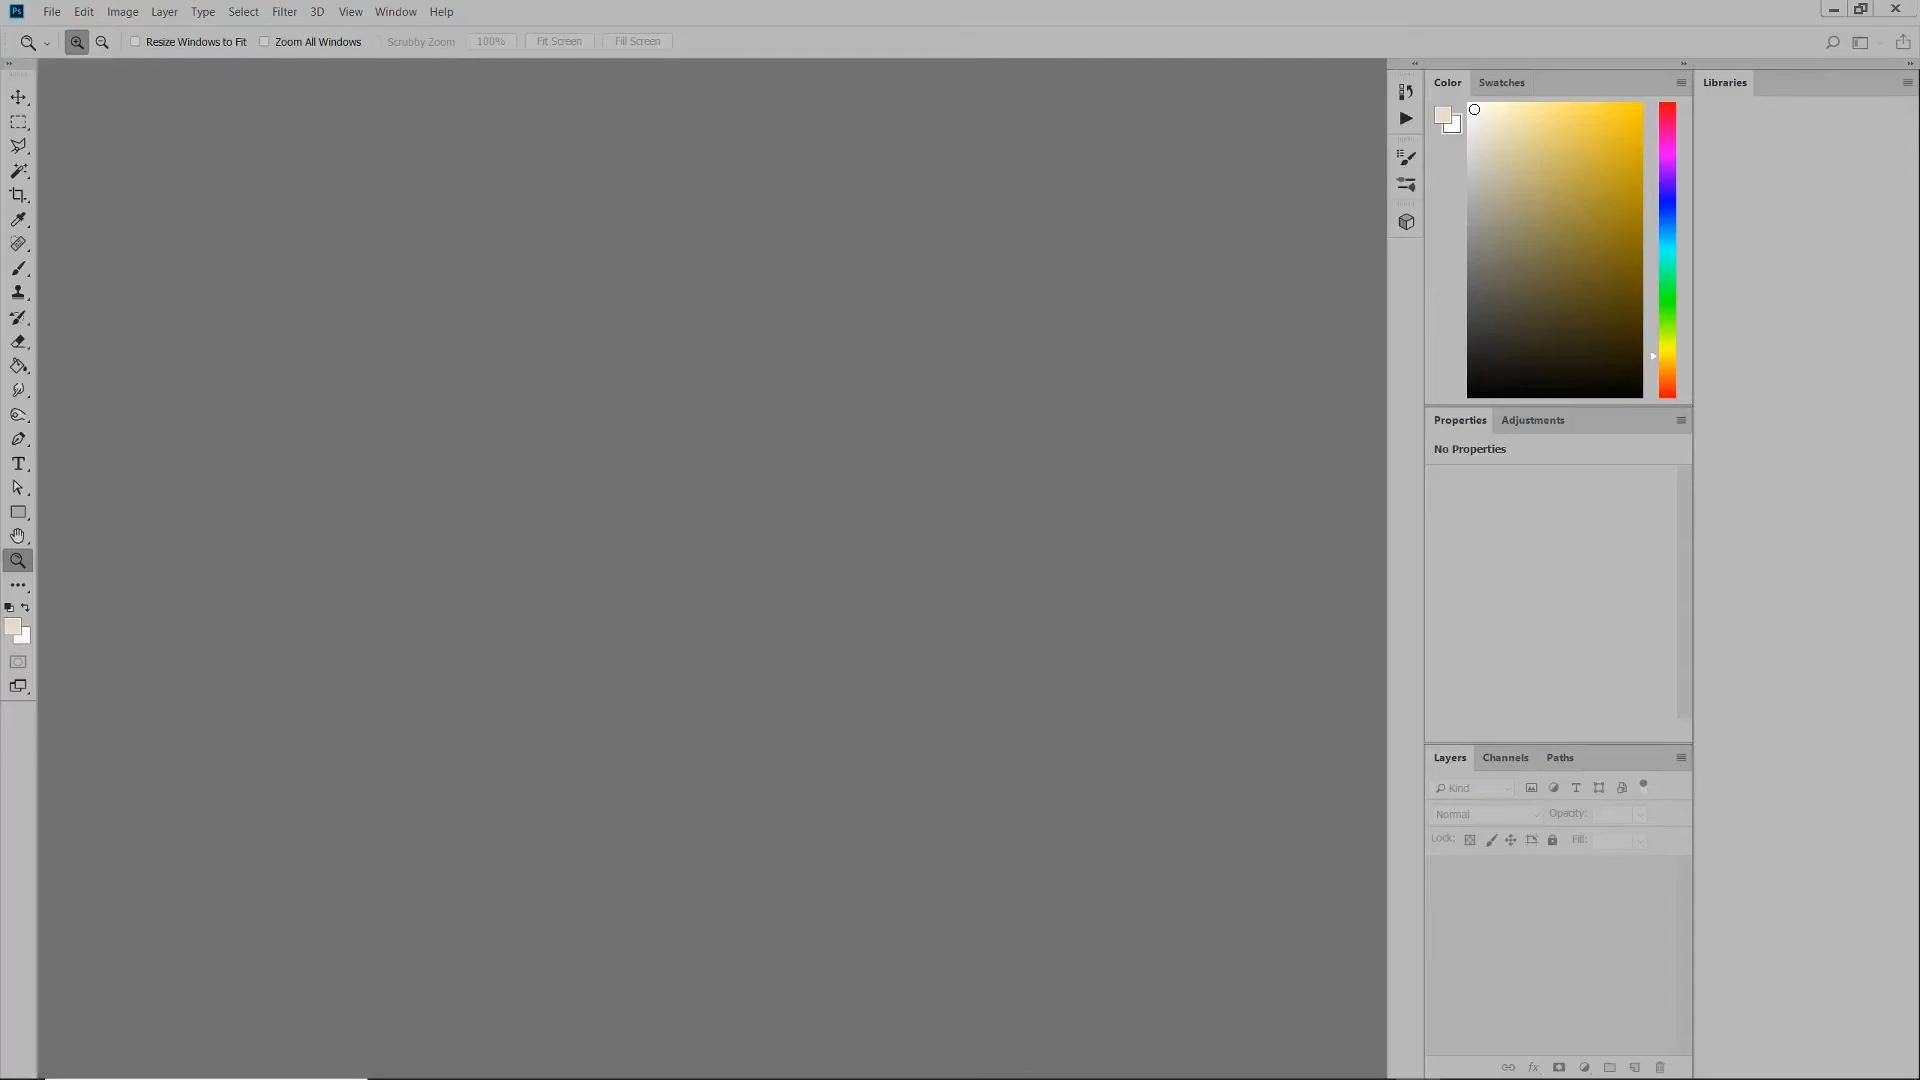 Ps File Edit Image Layer Type Select Filter 3D View Window Help
Resize Windows to Fit Zoom All Windows Scrubby Zoom 100% Fit Screen Fill Screen
Color Swatches
Libraries
Properties Adjustments
No Properties
Layers Channels Paths
Kind
Normal Opacity:
Lock: Fill:
fx